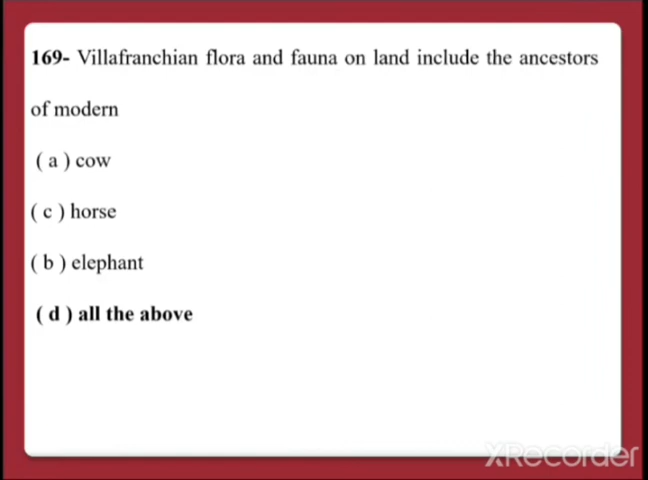 169- Villafranchian flora and fauna on land include the ancestors
of modern
( a ) cow
( c ) horse
( b ) elephant
( d ) all the above
XRecorder